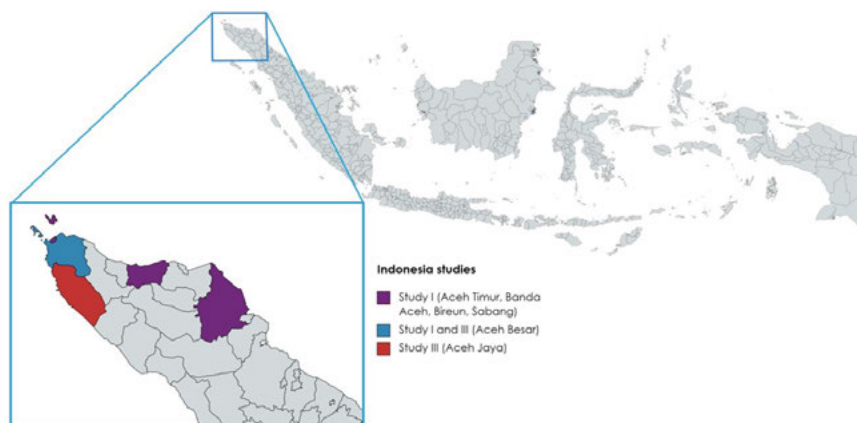 Indonesia studies
Study I (Aceh Timur, Banda
Aceh, Bireun, Sabang)
Study I and III (Aceh Besar)
Study III (Aceh Jaya)